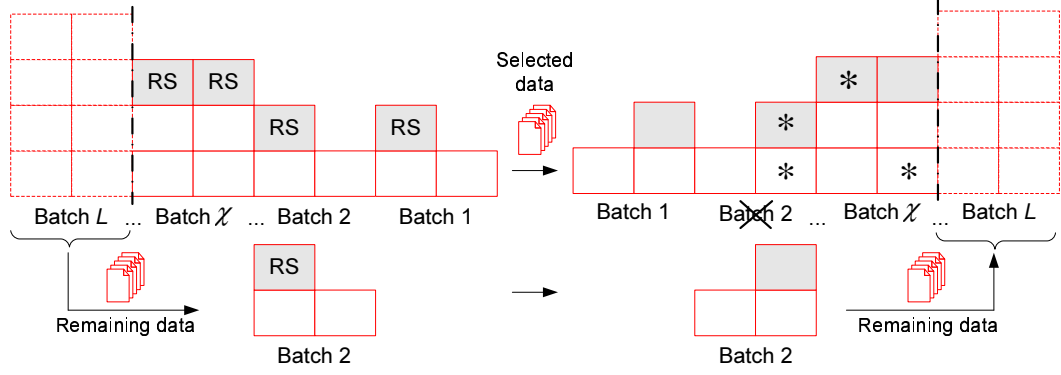 RS RS
RS RS
Selected
data
* 
*
* *
Batch L ... Batch χ ... Batch 2 Batch 1
Batch 1 Batch 2 ... Batch χ ... Batch L
RS
Remaining data
Batch 2
Batch 2
Remaining data